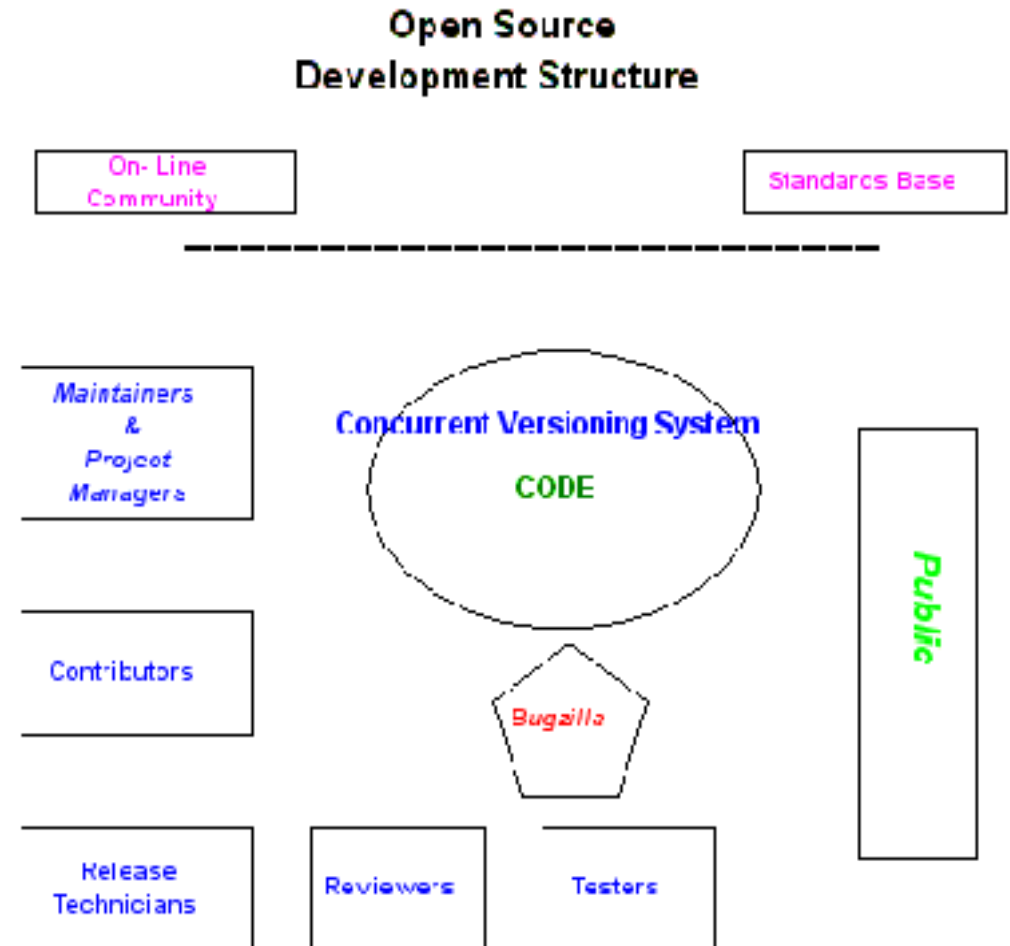 Open Source
Development Structure
On- Line
Community
Standards Base
Maintainers
&
Project
Managers
Concurrent Versioning System
CODE
Public
Contributors
Bugzilla
Release
Technicians
Reviewers
Testers